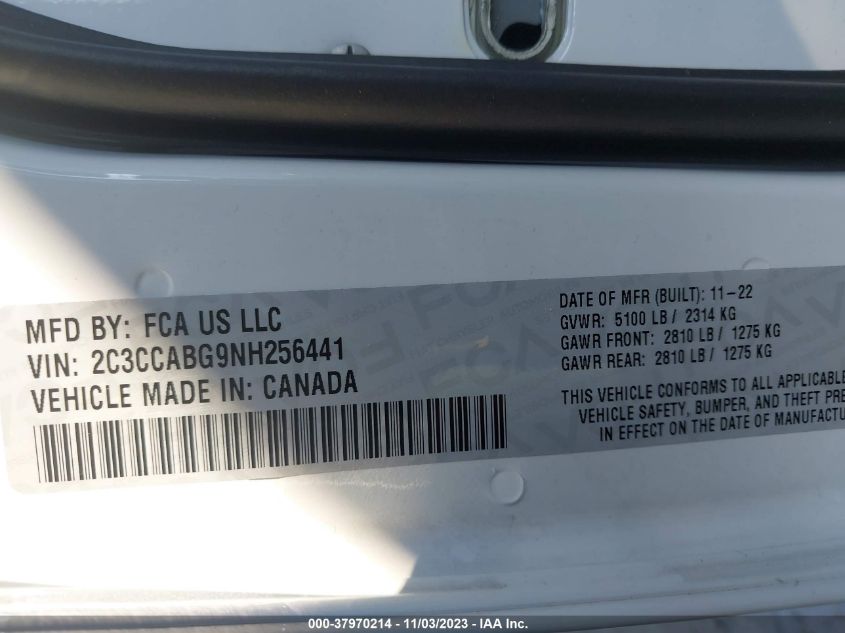 MFD BY: FCA US LLC
VIN: 2C3CCABG9NH256441
VEHICLE MADE IN: CANADA
DATE OF MFR (BUILT): 11-22
GVWR: 5100 LB / 2314 KG
GAWR FRONT: 2810 LB / 1275 KG
GAWR REAR: 2810 LB / 1275 KG
THIS VEHICLE CONFORMS TO ALL APPLICABLE
VEHICLE SAFETY, BUMPER, AND THEFT PRE
IN EFFECT ON THE DATE OF MANUFACTU
000-37970214 - 11/03/2023 - IAA Inc.